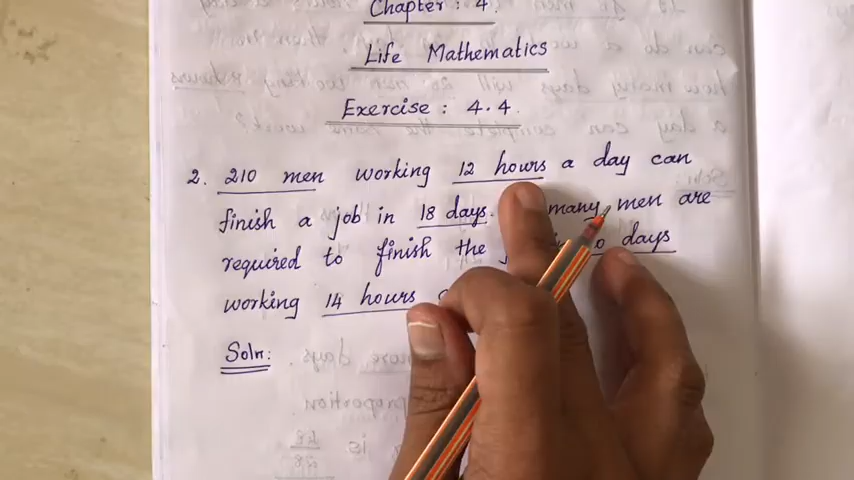 Chapter : 4.
Life Mathematics
Exercise : 4.4
2. 210 men working 12 hours a day can
finish a job in 18 days. many men are
required to finish the days
working 14 hours
Soln: